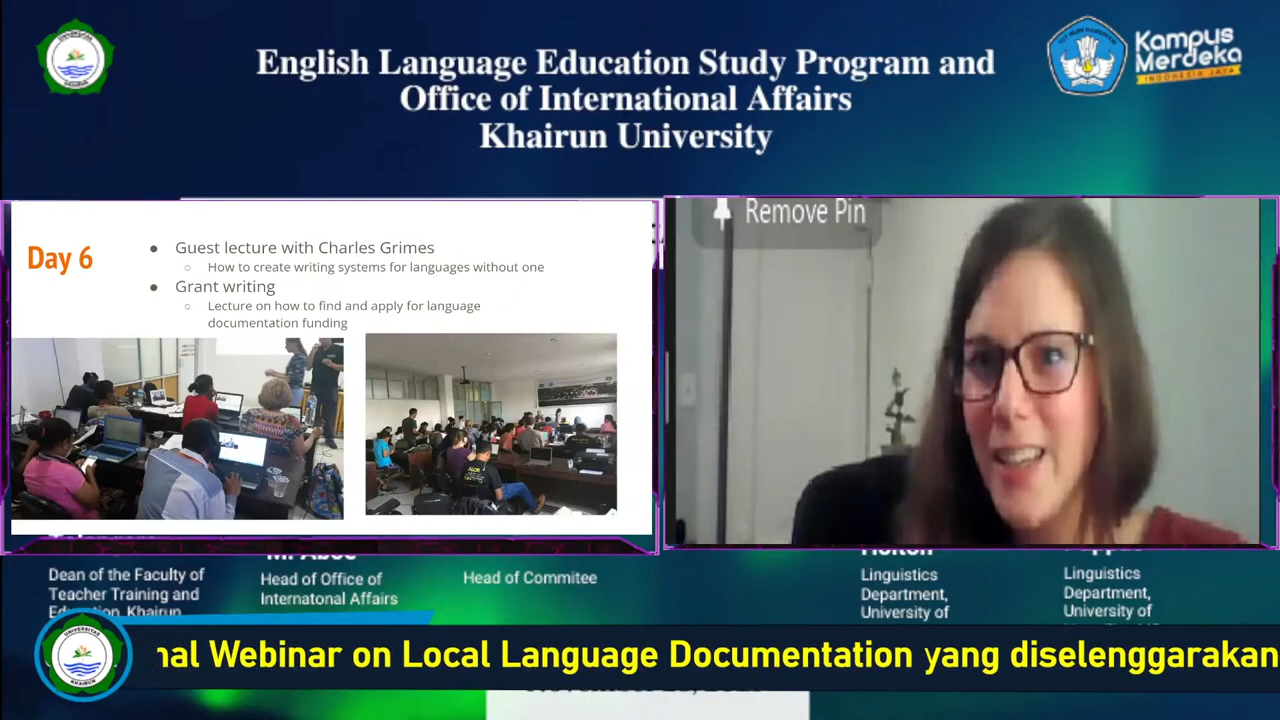 English Language Education Study Program and
Office of International Affairs
Khairun University
Kampus
Merdeka
INDONESIA JAYA
Remove Pin
Day 6
● Guest lecture with Charles Grimes
○ How to create writing systems for languages without one
● Grant writing
○ Lecture on how to find and apply for language
documentation funding
Dean of the Faculty of
Teacher Training and
Head of Office of
Internatonal Affairs
Head of Commitee
Linguistics
Department,
University of
Linguistics
Department,
University of
UNIVERSITAS
KHAIRUN
Webinar on Local Language Documentation yang diselenggarakan